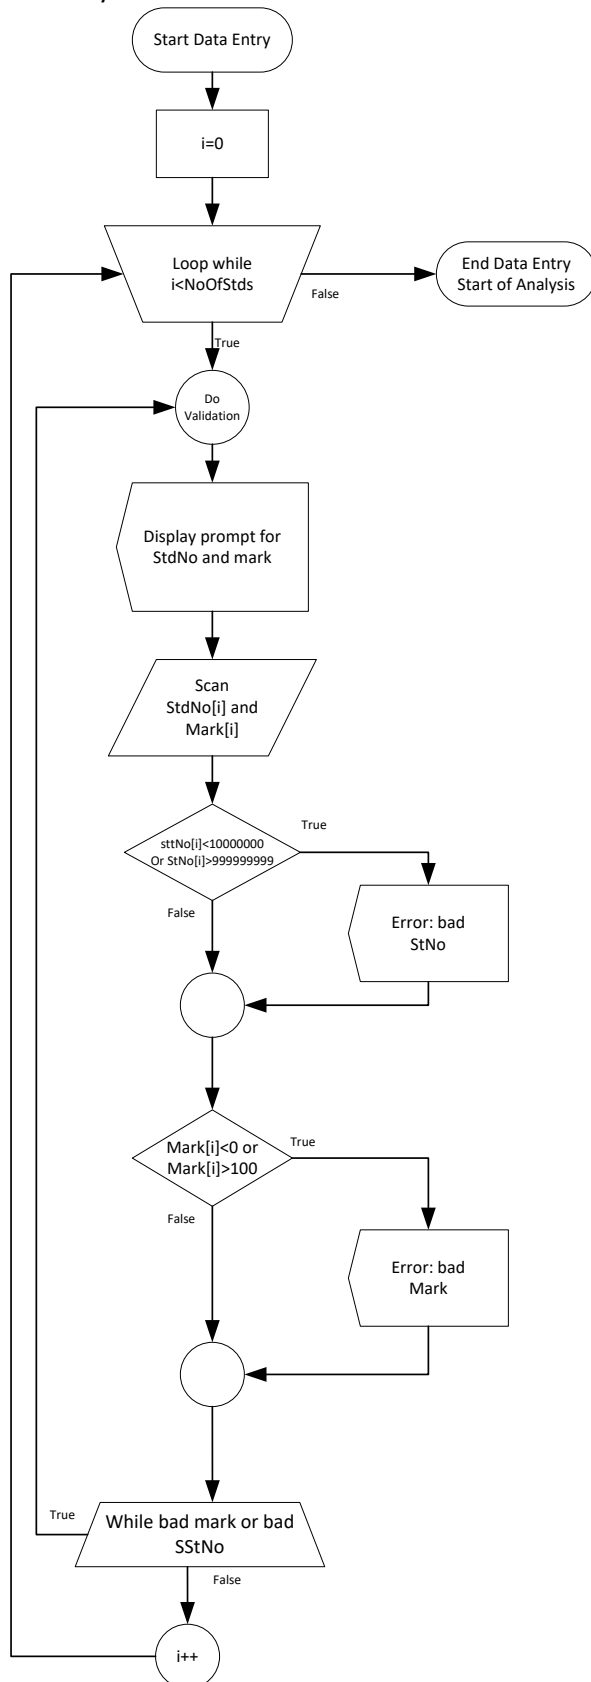 Start Data Entry
i=0
Loop while
i<NoOfStds
False
End Data Entry
Start of Analysis
True
Do
Validation
Display prompt for
StdNo and mark
Scan
StdNo[i] and
Mark[i]
sttNo[i]<10000000
Or StNo[i]>999999999
True
False
Error: bad
StNo
Mark[i]<0 or
Mark[i]>100
True
False
Error: bad
Mark
While bad mark or bad
SStNo
True
False
i++